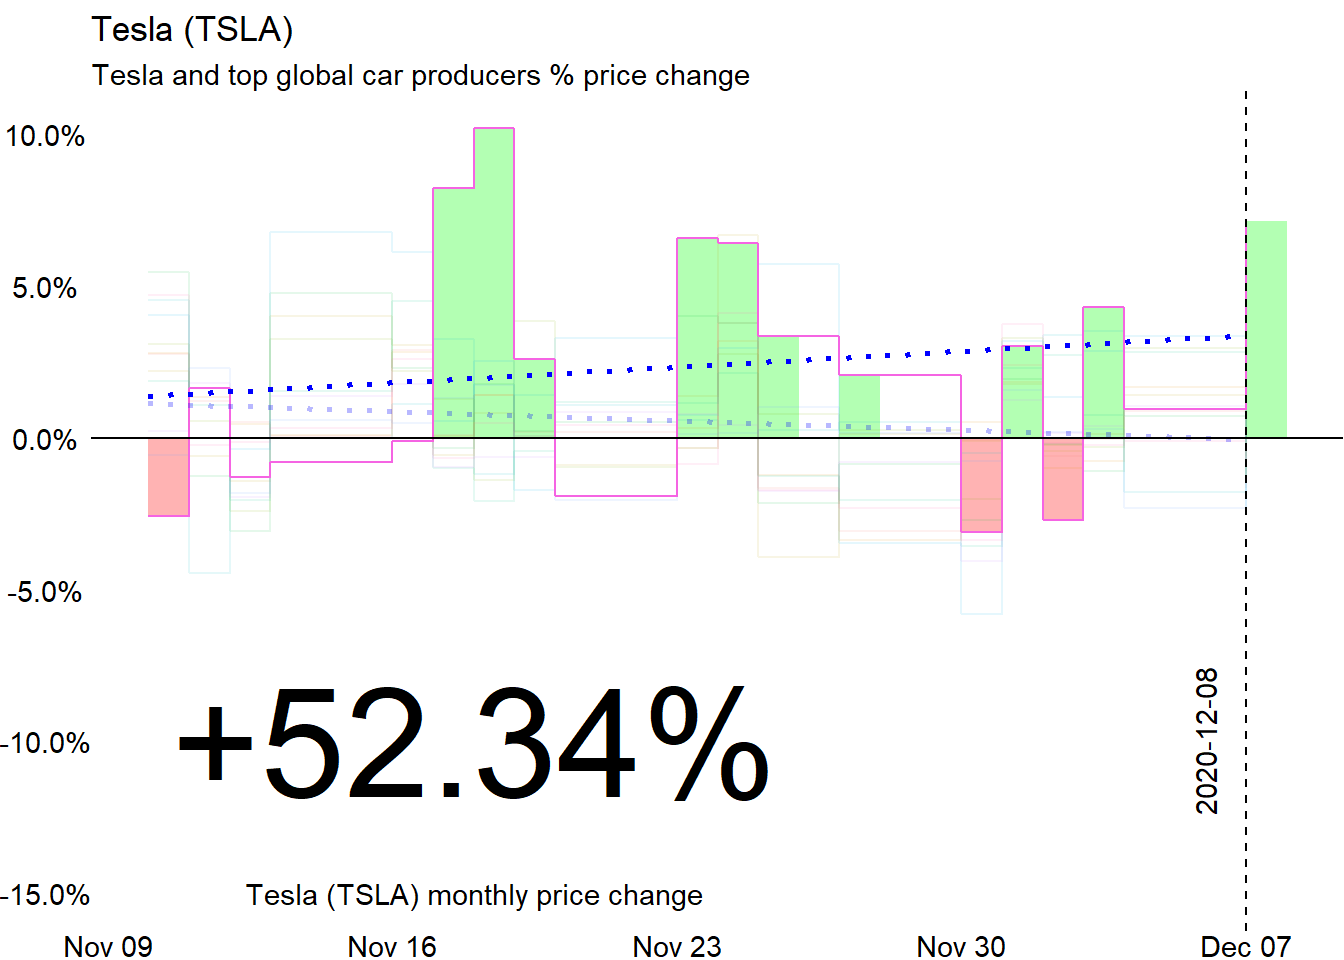 Tesla (TSLA)
Tesla and top global car producers % price change
10.0%
5.0%
0.0%
-5.0%
-10.0%
-15.0%
+52.34%
Tesla (TSLA) monthly price change
2020-12-08
Nov 09 Nov 16 Nov 23 Nov 30 Dec 07